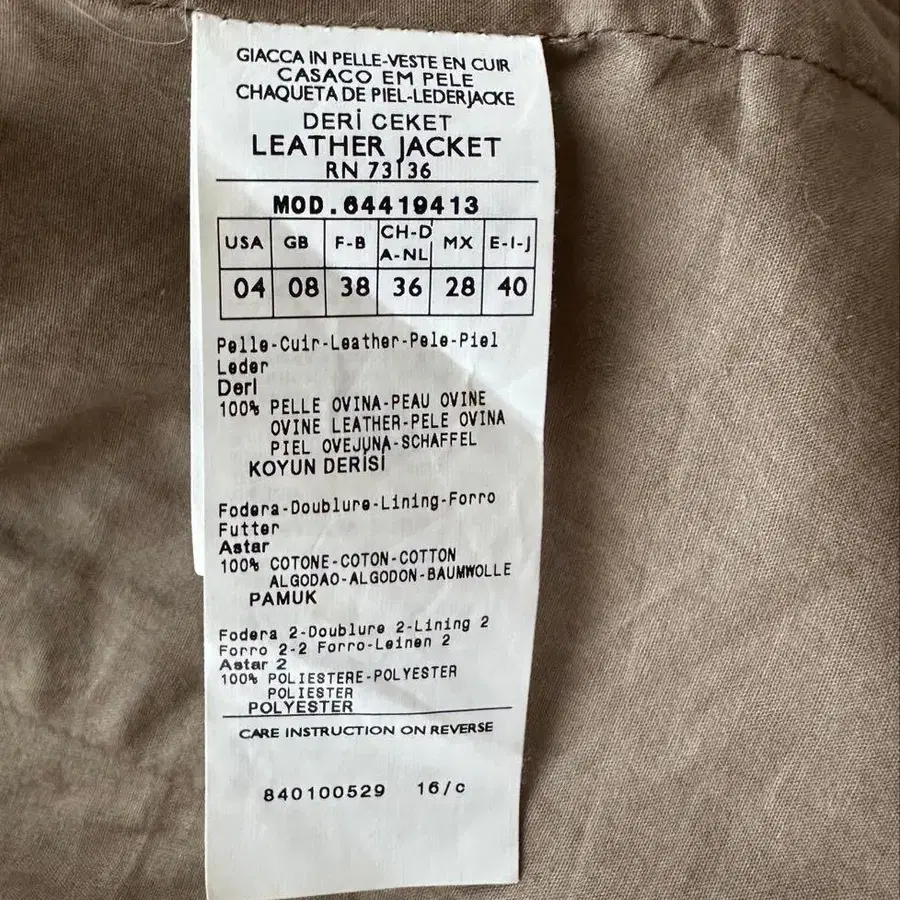 GIACCA IN PELLE-VESTE EN CUIR
CASACO EM PELE
CHAQUETA DE PIEL-LEDERJACKE
DERİ CEKET
LEATHER JACKET
RN 73136
MOD.64419413
USA GB F-B CH-D A-NL MX E-I-J
04 08 38 36 28 40
Pelle-Cuir-Leather-Pele-Piel
Leder
Deri
100% PELLE OVINA-PEAU OVINE
OVINE LEATHER-PELE OVINA
PIEL OVEJUNA-SCHAFFEL
KOYUN DERİSİ
Fodera-Doublure-Lining-Forro
Futter
Astar
100% COTONE-COTON-COTTON
ALGODAO-ALGODON-BAUMWOLLE
PAMUK
Fodera 2-Doublure 2-Lining 2
Forro 2-2 Forro-Leinen 2
Astar 2
100% POLIESTERE-POLYESTER
POLIESTER
POLYESTER
CARE INSTRUCTION ON REVERSE
840100529 16/c